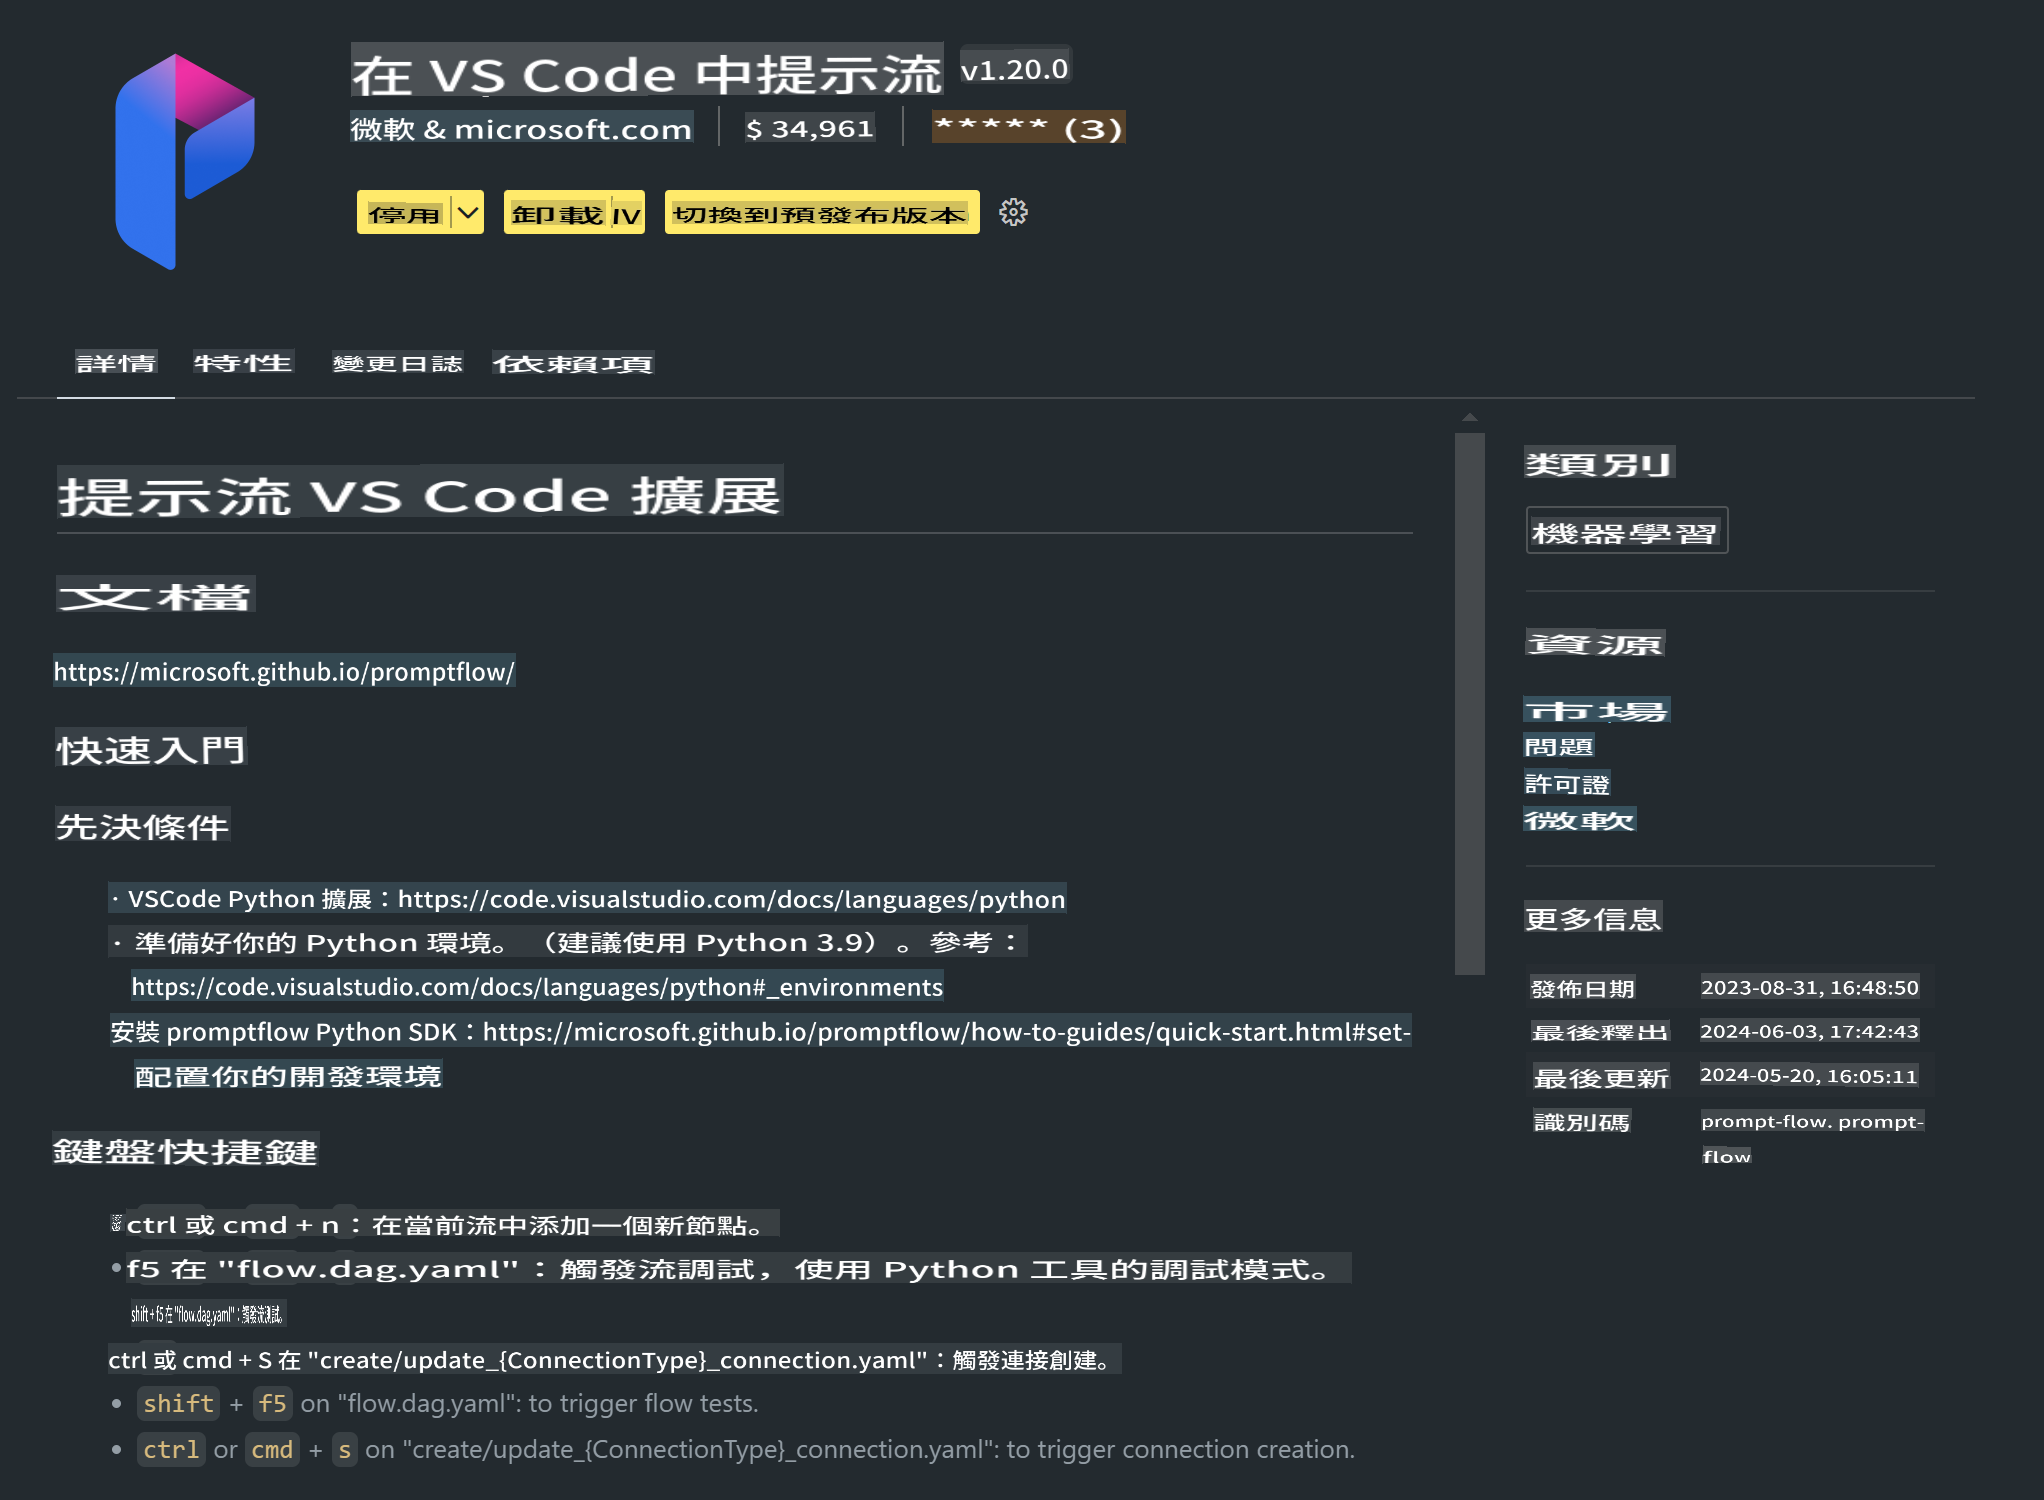 在 VS Code 中提示流 v1.20.0
微軟 & microsoft.com $ 34,961 ***** (3)
停用 卸載 IV 切換到預發布版本
詳情 特性 變更日誌 依賴項
提示流 VS Code 擴展
文檔
https://microsoft.github.io/promptflow/
快速入門
先決條件
· VSCode Python 擴展：https://code.visualstudio.com/docs/languages/python
· 準備好你的 Python 環境。（建議使用 Python 3.9）。參考：
https://code.visualstudio.com/docs/languages/python#_environments
安裝 promptflow Python SDK：https://microsoft.github.io/promptflow/how-to-guides/quick-start.html#set-
配置你的開發環境
鍵盤快捷鍵
ctrl 或 cmd + n：在當前流中添加一個新節點。
• f5 在 "flow.dag.yaml"：觸發流調試，使用 Python 工具的調試模式。
shift + f5 在 "flow.dag.yaml"：觸發流測試。
ctrl 或 cmd + S 在 "create/update_{ConnectionType}_connection.yaml"：觸發連接創建。
• shift + f5 on "flow.dag.yaml": to trigger flow tests.
• ctrl or cmd + s on "create/update_{ConnectionType}_connection.yaml": to trigger connection creation.
類別
機器學習
資源
市場
問題
許可證
微軟
更多信息
發佈日期 2023-08-31, 16:48:50
最後釋出 2024-06-03, 17:42:43
最後更新 2024-05-20, 16:05:11
識別碼 prompt-flow. prompt-
flow